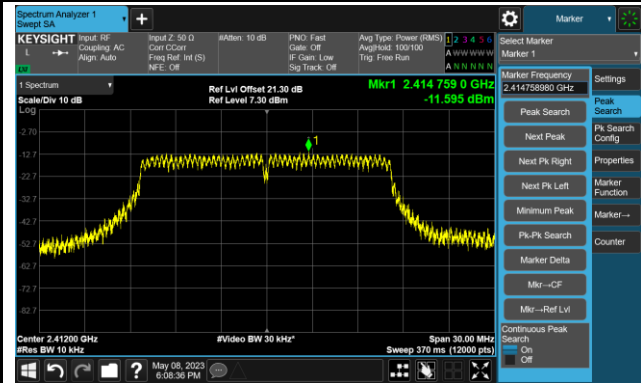 Spectrum Analyzer 1
Swept SA
Marker
KEYSIGHT
L
Input: RF
Coupling: AC
Align: Auto
Input Z: 50 Ω
Corr CCorr
Freq Ref: Int (S)
NFE: Off
#Atten: 10 dB
PNO: Fast
Gate: Off
IF Gain: Low
Sig Track: Off
Avg Type: Power (RMS)
Avg|Hold: 100/100
Trig: Free Run
1 2 3 4 5 6
A W W W W W
A N N N N N
Select Marker
Marker 1
1 Spectrum
Scale/Div 10 dB
Log
Ref Lvl Offset 21.30 dB
Ref Level 7.30 dBm
Mkr1 2.414 759 0 GHz
-11.595 dBm
1
-2.70
-12.7
-22.7
-32.7
-42.7
-52.7
-62.7
-72.7
-82.7
Center 2.41200 GHz
#Res BW 10 kHz
#Video BW 30 kHz*
Span 30.00 MHz
Sweep 370 ms (12000 pts)
Marker Frequency
2.414758980 GHz
Peak Search
Next Peak
Next Pk Right
Next Pk Left
Minimum Peak
Pk-Pk Search
Marker Delta
Mkr→CF
Mkr→Ref Lvl
Continuous Peak
Search
On
Off
Settings
Peak
Search
Pk Search
Config
Properties
Marker
Function
Marker→
Counter
?
May 08, 2023
6:08:36 PM